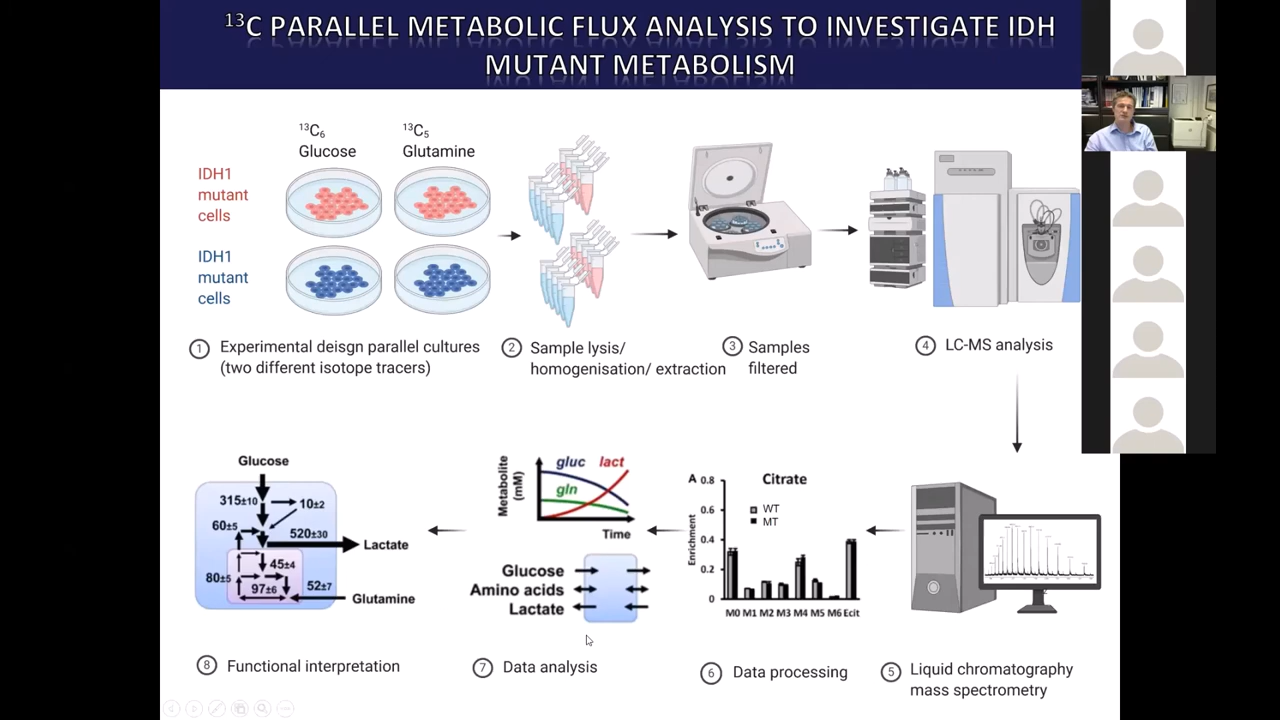 ¹³C PARALLEL METABOLIC FLUX ANALYSIS TO INVESTIGATE IDH
MUTANT METABOLISM
¹³C₆
Glucose
¹³C₅
Glutamine
IDH1
mutant
cells
IDH1
mutant
cells
1 Experimental deisgn parallel cultures
(two different isotope tracers)
2 Sample lysis/
homogenisation/ extraction
3 Samples
filtered
4 LC-MS analysis
Glucose
315±10
10±2
60±5
520±30
Lactate
45±4
80±5
97±6
52±7
Glutamine
8 Functional interpretation
Metabolite
(mM)
gluc
lact
gln
Time
Glucose
Amino acids
Lactate
7 Data analysis
A
Citrate
0.8
0.6
0.4
0.2
0
Enrichment
WT
MT
M0 M1 M2 M3 M4 M5 M6 Ecit
6 Data processing
5 Liquid chromatography
mass spectrometry